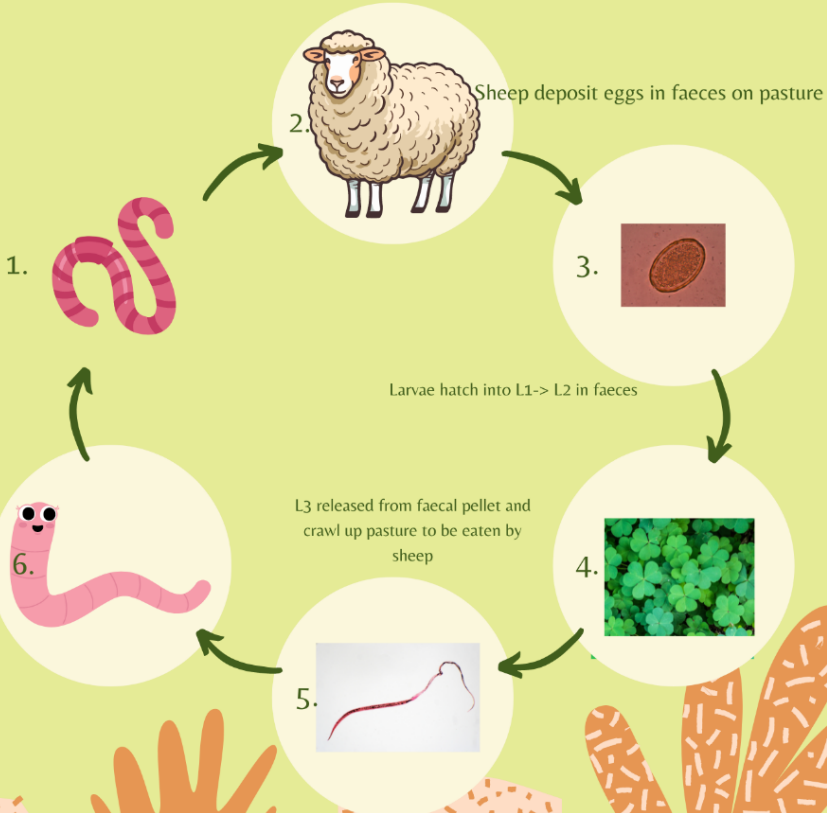 2.
Sheep deposit eggs in faeces on pasture
1.
3.
Larvae hatch into L1-> L2 in faeces
L3 released from faecal pellet and
crawl up pasture to be eaten by
sheep
6.
4.
5.